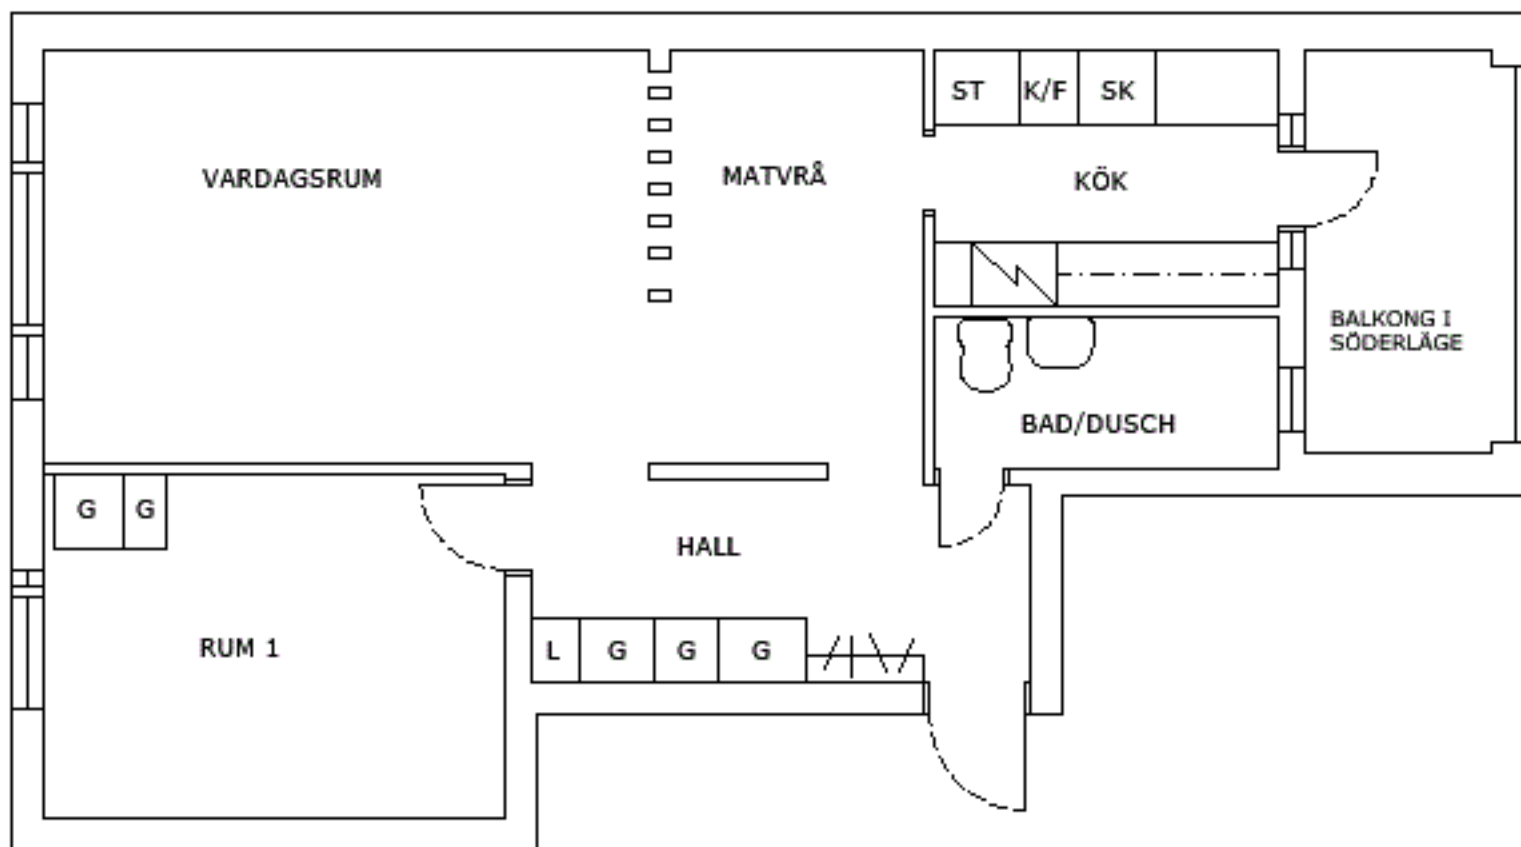 ST K/F SK
VARDAGSRUM
MATVRÅ
KÖK
BALKONG I
SÖDERLÄGE
BAD/DUSCH
G G
HALL
RUM 1
L G G G